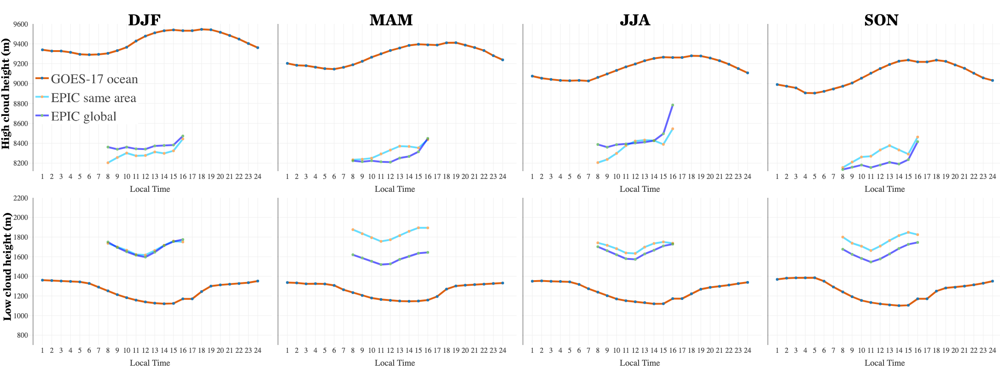 DJF MAM JJA SON
High cloud height (m)
9600
9400
9200
9000
8800
8600
8400
8200
GOES-17 ocean
EPIC same area
EPIC global
1 2 3 4 5 6 7 8 9 10 11 12 13 14 15 16 17 18 19 20 21 22 23 24
1 2 3 4 5 6 7 8 9 10 11 12 13 14 15 16 17 18 19 20 21 22 23 24
1 2 3 4 5 6 7 8 9 10 11 12 13 14 15 16 17 18 19 20 21 22 23 24
1 2 3 4 5 6 7 8 9 10 11 12 13 14 15 16 17 18 19 20 21 22 23 24
Local Time Local Time Local Time Local Time
Low cloud height (m)
2200
2000
1800
1600
1400
1200
1000
800
1 2 3 4 5 6 7 8 9 10 11 12 13 14 15 16 17 18 19 20 21 22 23 24
1 2 3 4 5 6 7 8 9 10 11 12 13 14 15 16 17 18 19 20 21 22 23 24
1 2 3 4 5 6 7 8 9 10 11 12 13 14 15 16 17 18 19 20 21 22 23 24
1 2 3 4 5 6 7 8 9 10 11 12 13 14 15 16 17 18 19 20 21 22 23 24
Local Time Local Time Local Time Local Time